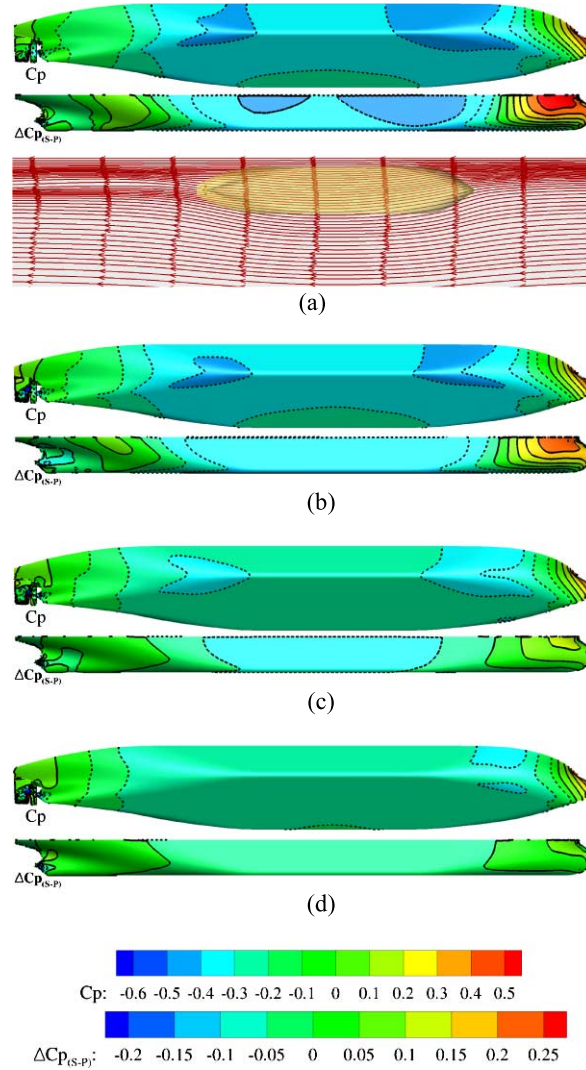 Cp
ΔCp(S-P)
(a)
Cp
ΔCp(S-P)
(b)
Cp
ΔCp(S-P)
(c)
Cp
ΔCp(S-P)
(d)
Cp: -0.6 -0.5 -0.4 -0.3 -0.2 -0.1 0 0.1 0.2 0.3 0.4 0.5
ΔCp(S-P): -0.2 -0.15 -0.1 -0.05 0 0.05 0.1 0.15 0.2 0.25